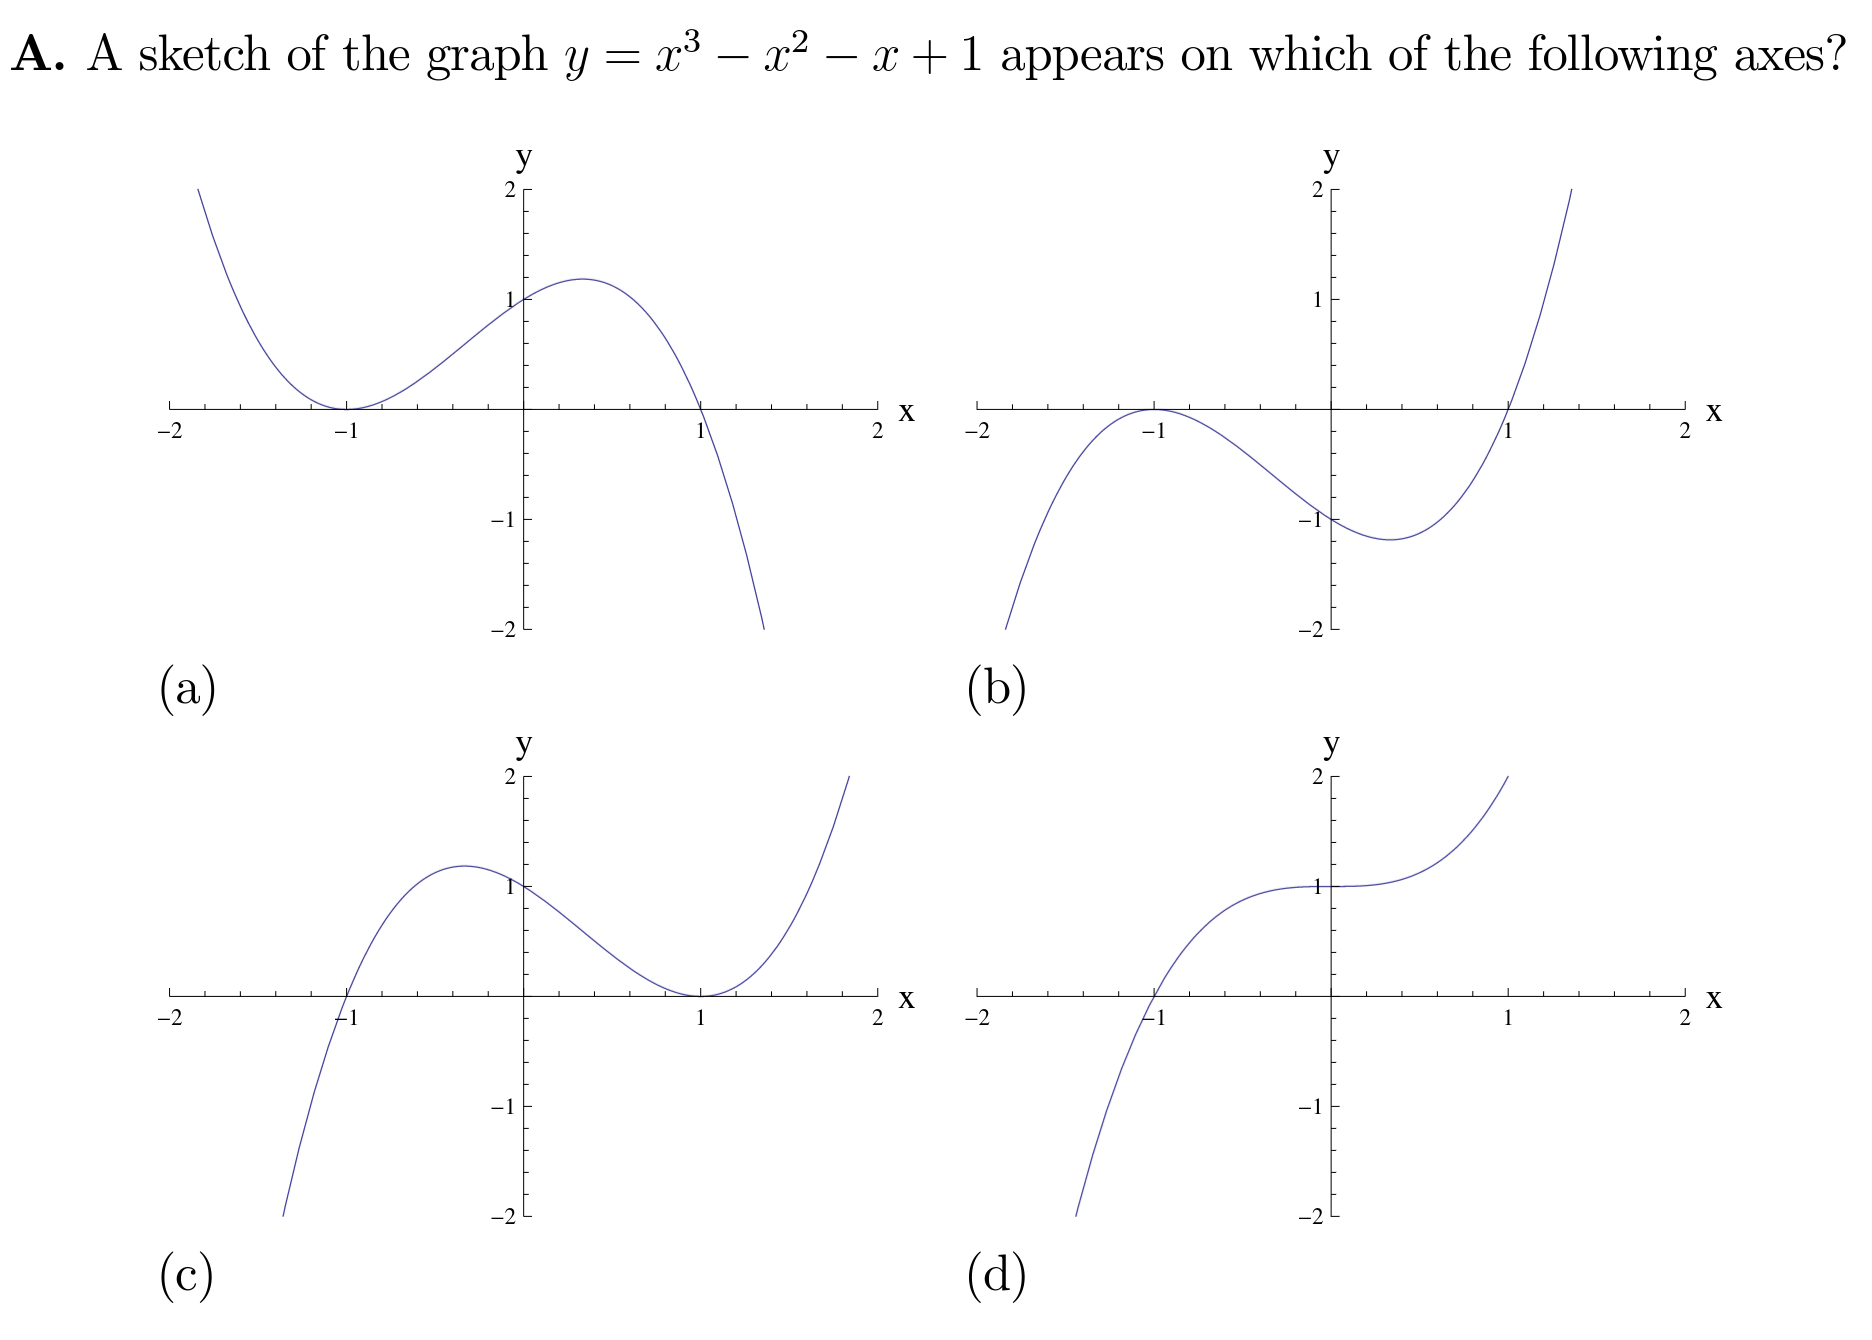 A. A sketch of the graph y = x³ − x² − x + 1 appears on which of the following axes?
y y
2 2
1 1
−2 −1 1 2 x −2 −1 1 2 x
−1 −1
−2 −2
(a) (b)
y y
2 2
1 1
−2 −1 1 2 x −2 −1 1 2 x
−1 −1
−2 −2
(c) (d)